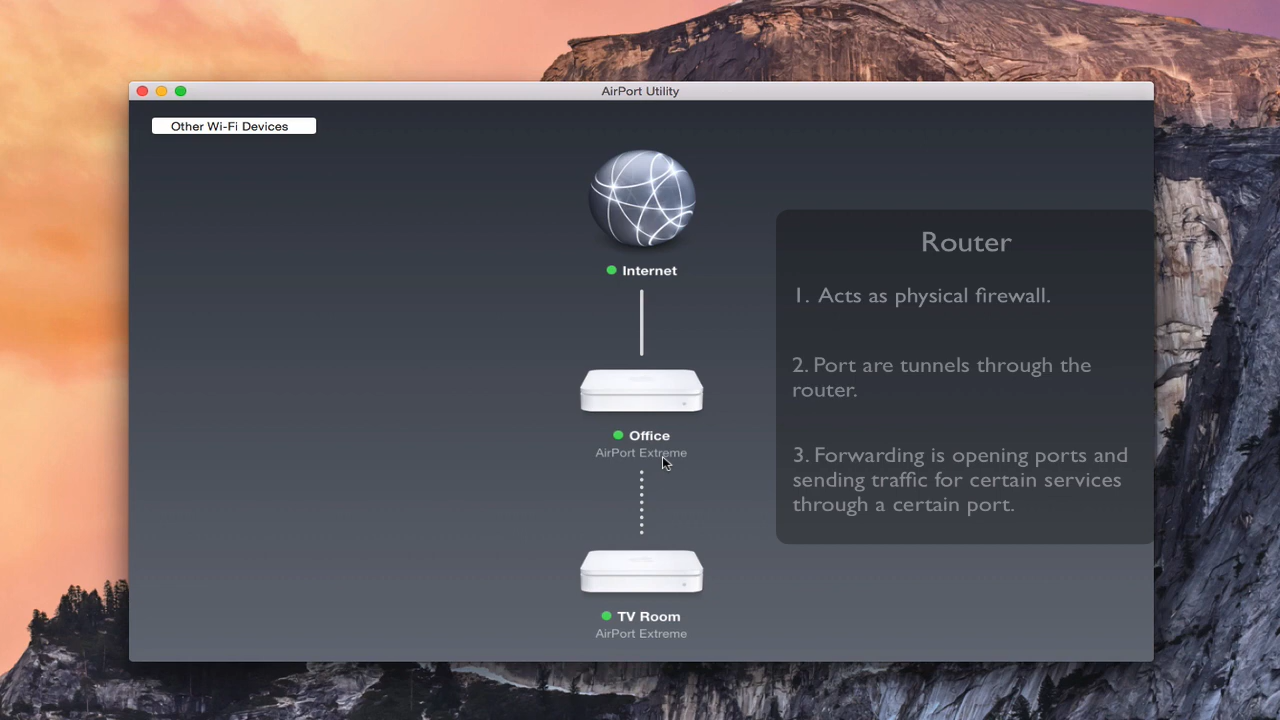 AirPort Utility
Other Wi-Fi Devices
Internet
Office
AirPort Extreme
TV Room
AirPort Extreme
Router
1. Acts as physical firewall.
2. Port are tunnels through the
router.
3. Forwarding is opening ports and
sending traffic for certain services
through a certain port.